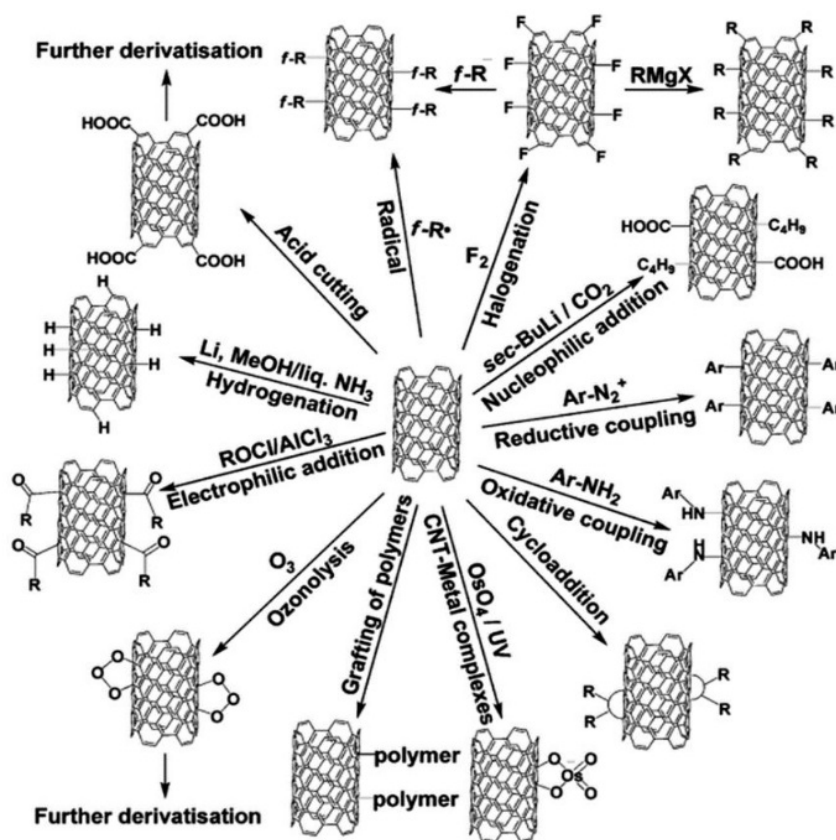 Further derivatisation
HOOC COOH
HOOC COOH
f-R f-R
f-R f-R
f-R⁻
F F
F F
F F
F F
RMgX
R R
R R
R R
R R
Acid cutting
Radical
f-R•
F₂
Halogenation
sec-BuLi / CO₂
Nucleophilic addition
HOOC C₄H₉
C₄H₉ COOH
H
H H
H H
H
H
Li, MeOH/liq. NH₃
Hydrogenation
Ar-N₂⁺
Reductive coupling
Ar Ar
Ar Ar
ROCl/AlCl₃
Electrophilic addition
O O
R R
O O
R R
Ar-NH₂
Oxidative coupling
Ar
HN
H
N
Ar
NH
Ar
O₃
Ozonolysis
O O O
O O O
Further derivatisation
Grafting of polymers
polymer
polymer
OsO₄ / UV
CNT-Metal complexes
O O
Os
O O
Cycloaddition
R R
R R